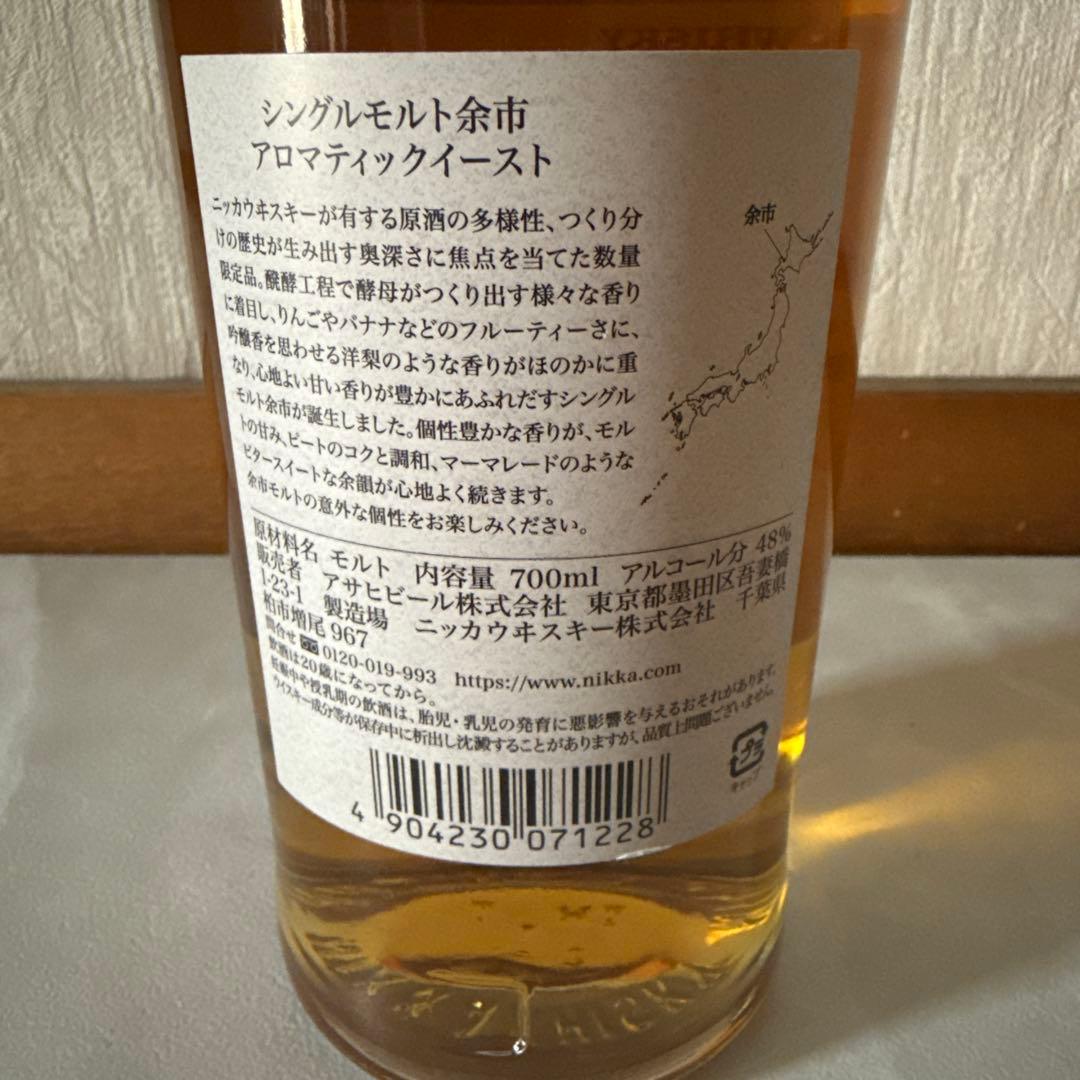 シングルモルト余市
アロマティックイースト
ニッカウヰスキーが有する原酒の多様性、つくり分
けの歴史が生み出す奥深さに焦点を当てた数量
限定品。醗酵工程で酵母がつくり出す様々な香り
に着目し、りんごやバナナなどのフルーティーさに、
吟醸香を思わせる洋梨のような香りがほのかに重
なり、心地よい甘い香りが豊かにあふれだすシングル
モルト余市が誕生しました。個性豊かな香りが、モル
トの甘み、ピートのコクと調和、マーマレードのような
ビタースイートな余韻が心地よく続きます。
余市モルトの意外な個性をお楽しみください。
余市
原材料名 モルト 内容量 700ml アルコール分 48%
販売者 アサヒビール株式会社 東京都墨田区吾妻橋
1-23-1 製造場 ニッカウヰスキー株式会社 千葉県
柏市増尾 967
問合せ 0120-019-993 https://www.nikka.com
飲酒は20歳になってから。
妊娠中や授乳期の飲酒は、胎児・乳児の発育に悪影響を与えるおそれがあります。
ウイスキー成分等が保存中に析出し沈澱することがありますが、品質上問題ございません。
プラ
キャップ
4 904230 071228
WHISKY
NIKKA